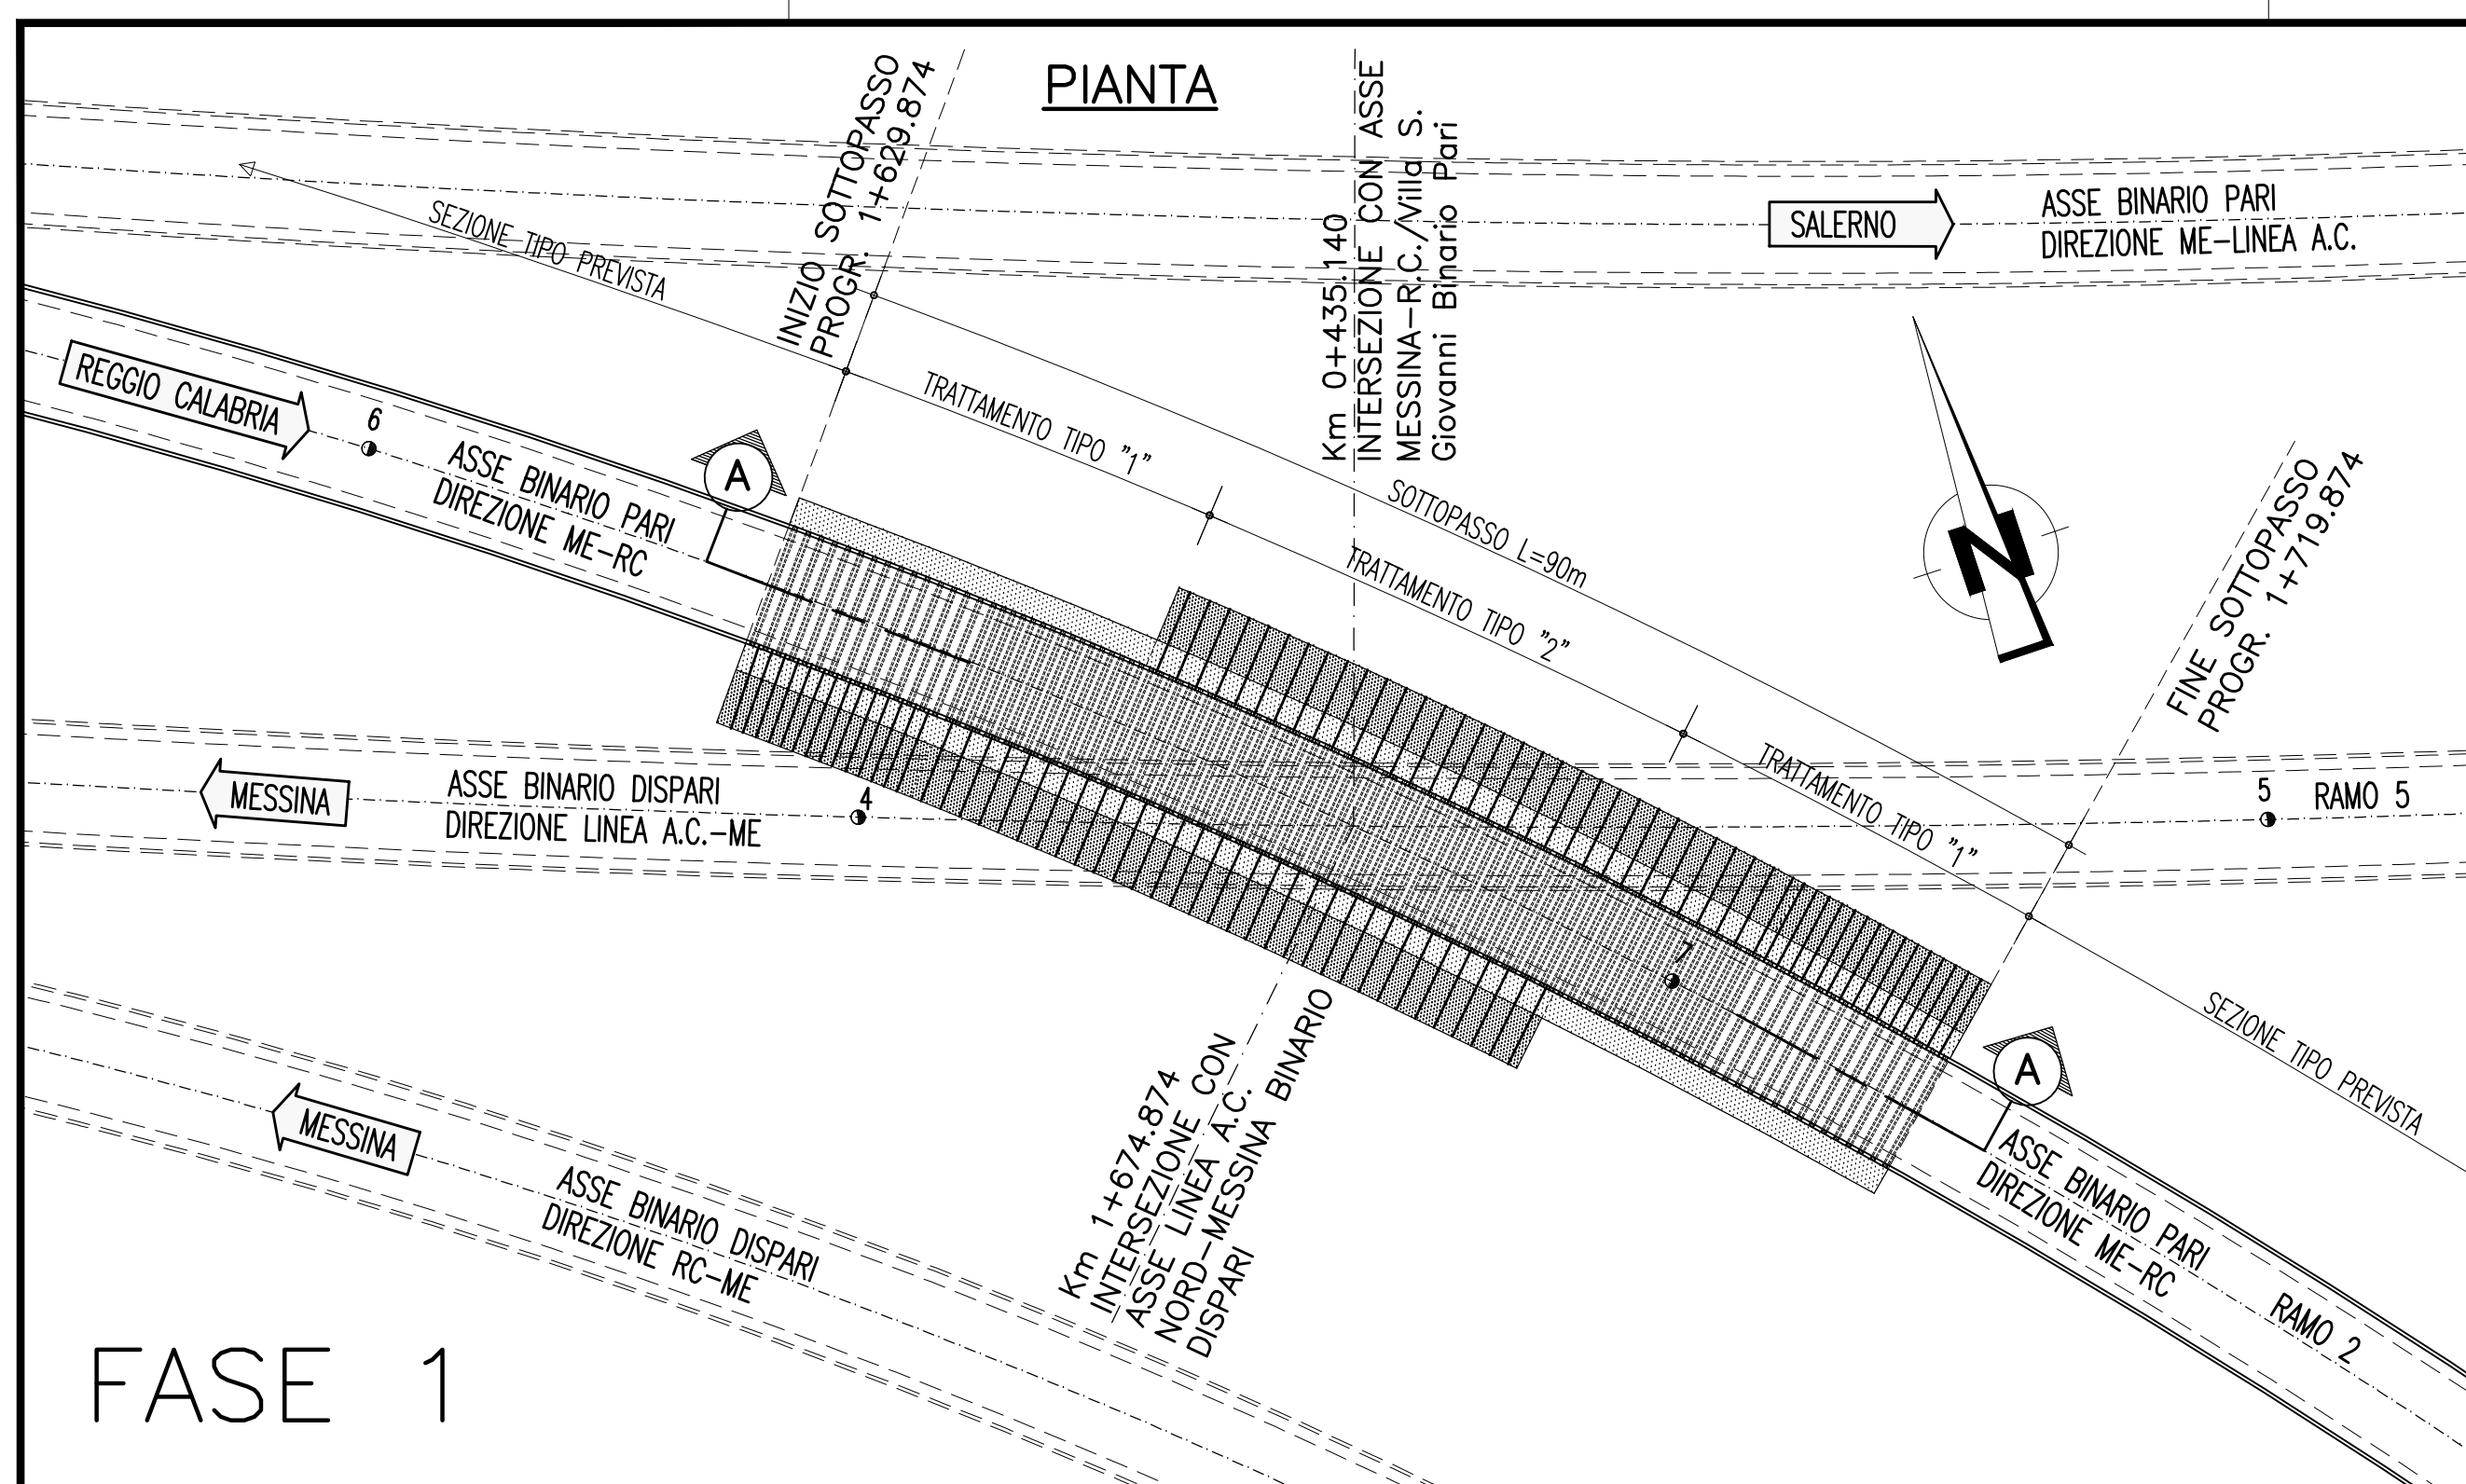 PIANTA
INIZIO SOTTOPASSO
PROGR. 1+629.874
Km 0+435.140
INTERSEZIONE CON ASSE
MESSINA-R.C./Villa S.
Giovanni Binario Pari
SALERNO
ASSE BINARIO PARI
DIREZIONE ME-LINEA A.C.
SEZIONE TIPO PREVISTA
REGGIO CALABRIA
6
ASSE BINARIO PARI
DIREZIONE ME-RC
A
TRATTAMENTO TIPO "1"
SOTTOPASSO L=90m
TRATTAMENTO TIPO "2"
TRATTAMENTO TIPO "1"
N
FINE SOTTOPASSO
PROGR. 1+719.874
MESSINA
ASSE BINARIO DISPARI
DIREZIONE LINEA A.C.-ME
4
5
RAMO 5
7
SEZIONE TIPO PREVISTA
A
ASSE BINARIO PARI
DIREZIONE ME-RC
RAMO 2
Km 1+674.874
INTERSEZIONE CON
ASSE LINEA A.C.
NORD-MESSINA BINARIO
DISPARI
MESSINA
ASSE BINARIO DISPARI
DIREZIONE RC-ME
FASE 1